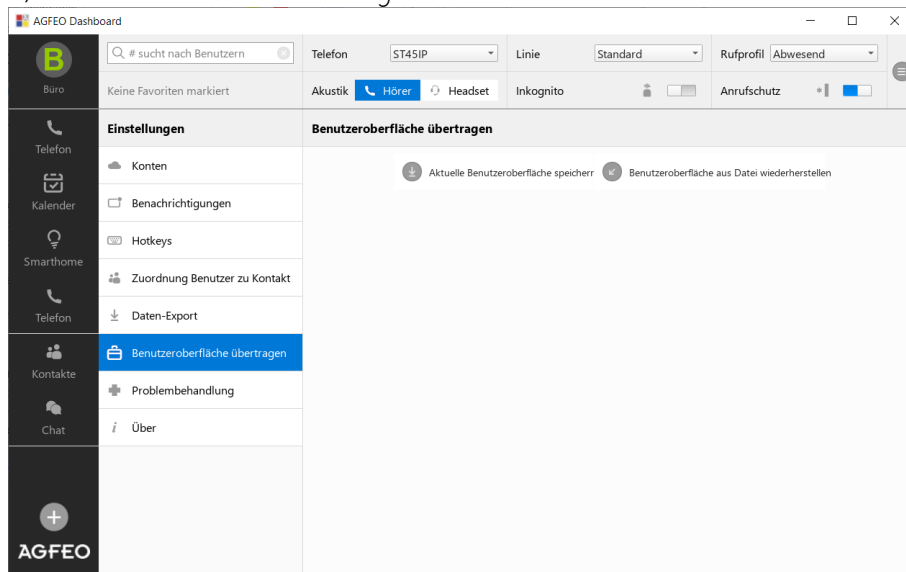 AGFEO Dashboard
B
Büro
# sucht nach Benutzern
Telefon
ST45IP
Linie
Standard
Rufprofil
Abwesend
Keine Favoriten markiert
Akustik
Hörer
Headset
Inkognito
Anrufschutz
Telefon
Kalender
Smarthome
Telefon
Kontakte
Chat
AGFEO
Einstellungen
Konten
Benachrichtigungen
Hotkeys
Zuordnung Benutzer zu Kontakt
Daten-Export
Benutzeroberfläche übertragen
Problembehandlung
i Über
Benutzeroberfläche übertragen
Aktuelle Benutzeroberfläche speicherr
Benutzeroberfläche aus Datei wiederherstellen